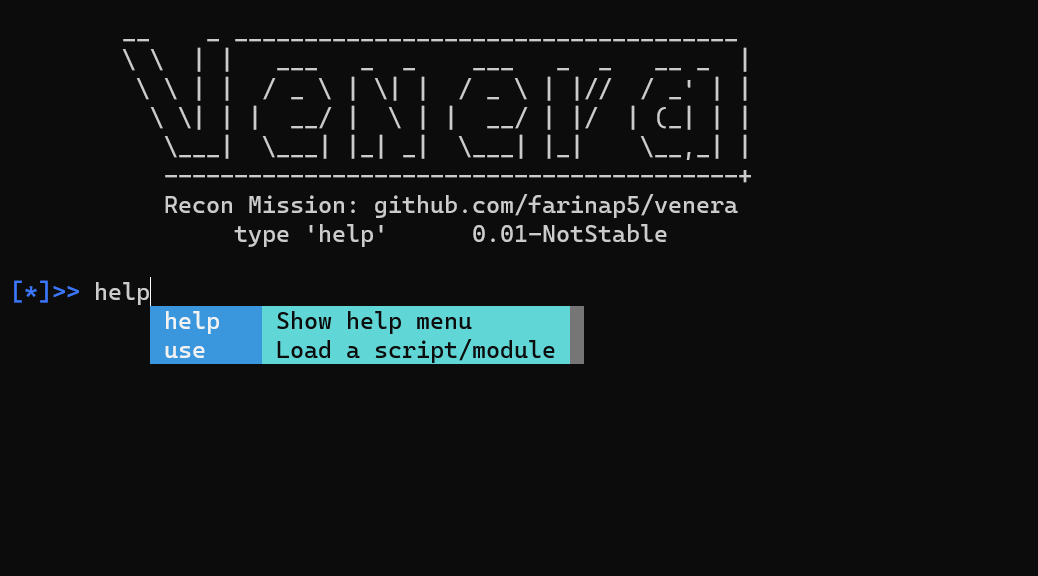 Venera
Recon Mission: github.com/farinap5/venera
type 'help' 0.01-NotStable
[*]>> help
help Show help menu
use Load a script/module